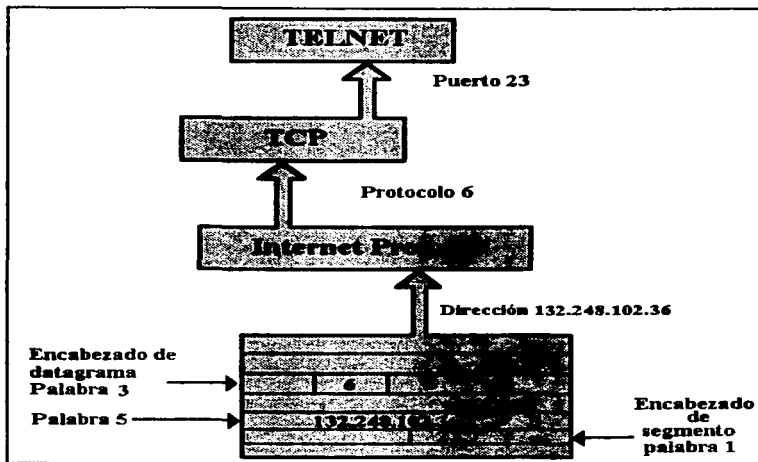 TELNET
Puerto 23
TCP
Protocolo 6
Internet
Dirección 132.248.102.36
Encabezado de
datagrama
Palabra 3
6
Palabra 5
132.248.102.
Encabezado
de
segmento
palabra 1